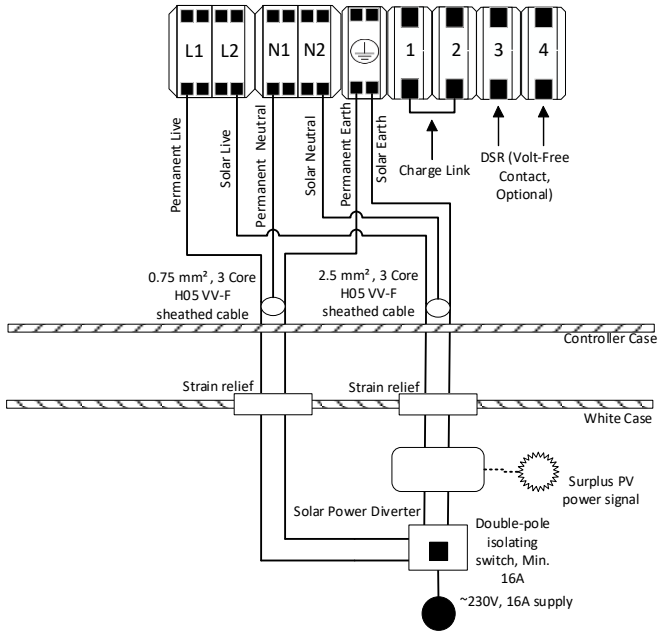 L1
L2
N1
N2
1
2
3
4
Permanent Live
Solar Live
Permanent Neutral
Solar Neutral
Permanent Earth
Solar Earth
Charge Link
DSR (Volt-Free
Contact,
Optional)
0.75 mm², 3 Core
H05 VV-F
sheathed cable
2.5 mm², 3 Core
H05 VV-F
sheathed cable
Controller Case
Strain relief
Strain relief
White Case
Surplus PV
power signal
Solar Power Diverter
Double-pole
isolating
switch, Min.
16A
~230V, 16A supply